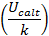 (U_calt / k)